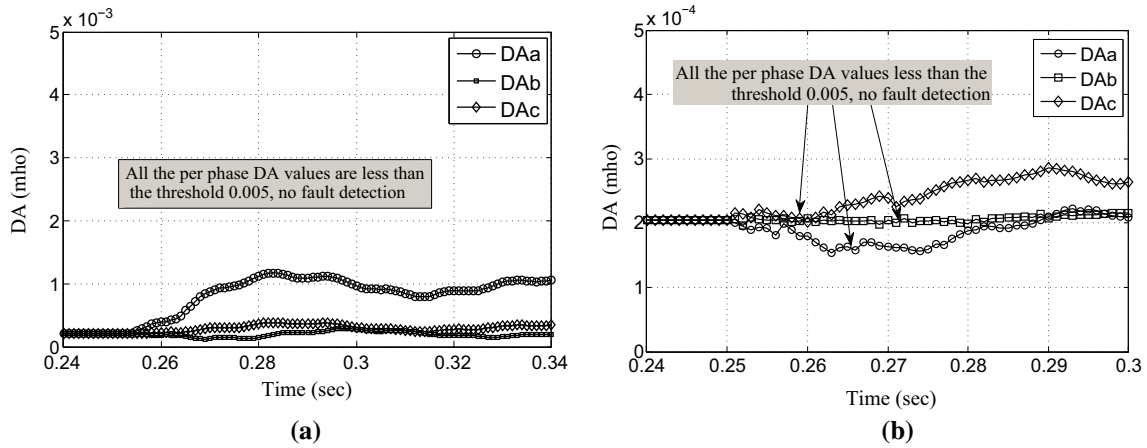 x 10⁻³
5
4
3
2
1
0
DA (mho)
DAa
DAb
DAc
All the per phase DA values are less than
the threshold 0.005, no fault detection
0.24 0.26 0.28 0.3 0.32 0.34
Time (sec)
(a)
x 10⁻⁴
5
4
3
2
1
0
DA (mho)
DAa
DAb
DAc
All the per phase DA values less than the
threshold 0.005, no fault detection
0.24 0.25 0.26 0.27 0.28 0.29 0.3
Time (sec)
(b)